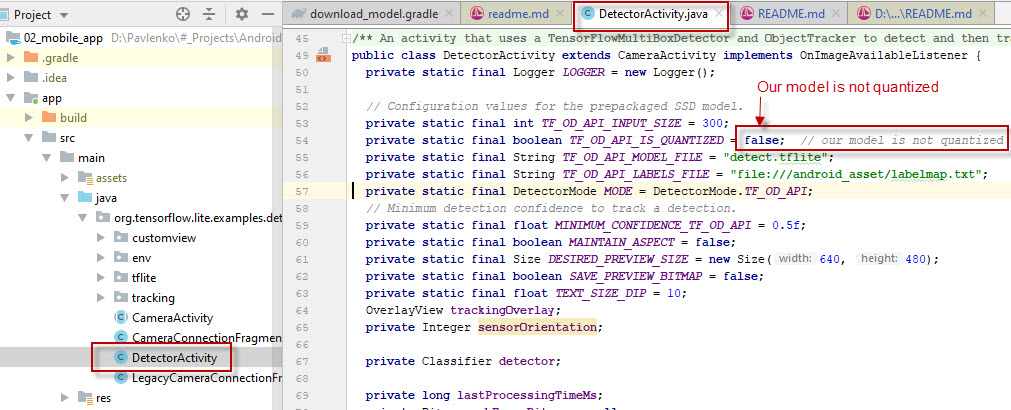 Project
02_mobile_app D:\Pavlenko\#_Projects\Android
.gradle
.idea
app
build
src
main
assets
java
org.tensorflow.lite.examples.det
customview
env
tflite
tracking
CameraActivity
CameraConnectionFragmen
DetectorActivity
LegacyCameraConnectionFr
res
download_model.gradle readme.md DetectorActivity.java README.md D:\...\README.md
45 /** An activity that uses a TensorFlowMultiBoxDetector and ObjectTracker to detect and then tra
49 public class DetectorActivity extends CameraActivity implements OnImageAvailableListener {
50 private static final Logger LOGGER = new Logger();
51
Our model is not quantized
52 // Configuration values for the prepackaged SSD model.
53 private static final int TF_OD_API_INPUT_SIZE = 300;
54 private static final boolean TF_OD_API_IS_QUANTIZED = false; // our model is not quantized
55 private static final String TF_OD_API_MODEL_FILE = "detect.tflite";
56 private static final String TF_OD_API_LABELS_FILE = "file:///android_asset/labelmap.txt";
57 private static final DetectorMode MODE = DetectorMode.TF_OD_API;
58 // Minimum detection confidence to track a detection.
59 private static final float MINIMUM_CONFIDENCE_TF_OD_API = 0.5f;
60 private static final boolean MAINTAIN_ASPECT = false;
61 private static final Size DESIRED_PREVIEW_SIZE = new Size( width: 640, height: 480);
62 private static final boolean SAVE_PREVIEW_BITMAP = false;
63 private static final float TEXT_SIZE_DIP = 10;
64 OverlayView trackingOverlay;
65 private Integer sensorOrientation;
66
67 private Classifier detector;
68
69 private long lastProcessingTimeMs;